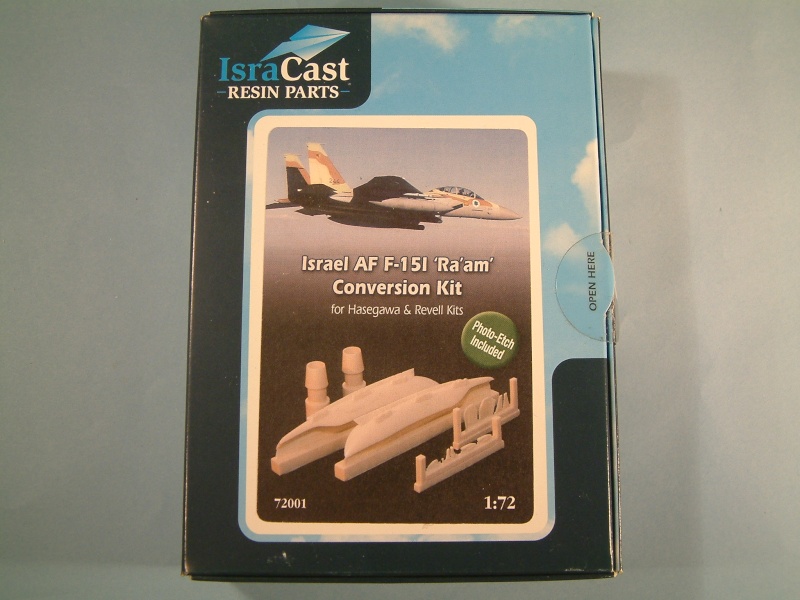 IsraCast
RESIN PARTS
Israel AF F-15I 'Ra'am'
Conversion Kit
for Hasegawa & Revell Kits
Photo-Etch
Included
OPEN HERE
72001
1:72